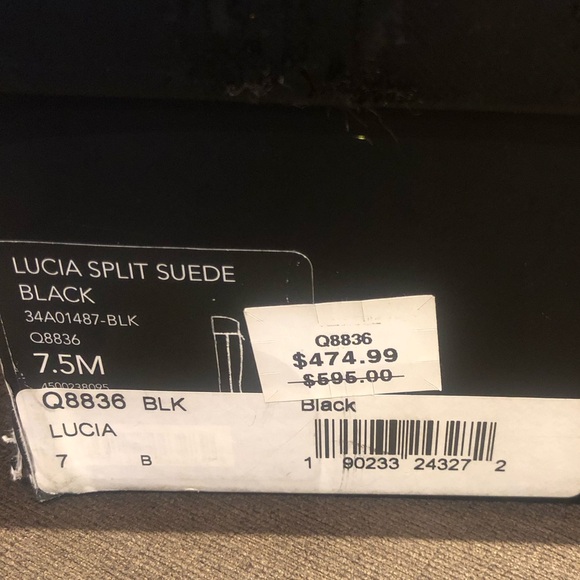 LUCIA SPLIT SUEDE
BLACK
34A01487-BLK
Q8836
7.5M
4500238095
Q8836
$474.99
$595.00
Q8836 BLK
Black
LUCIA
7 B
1 90233 24327 2